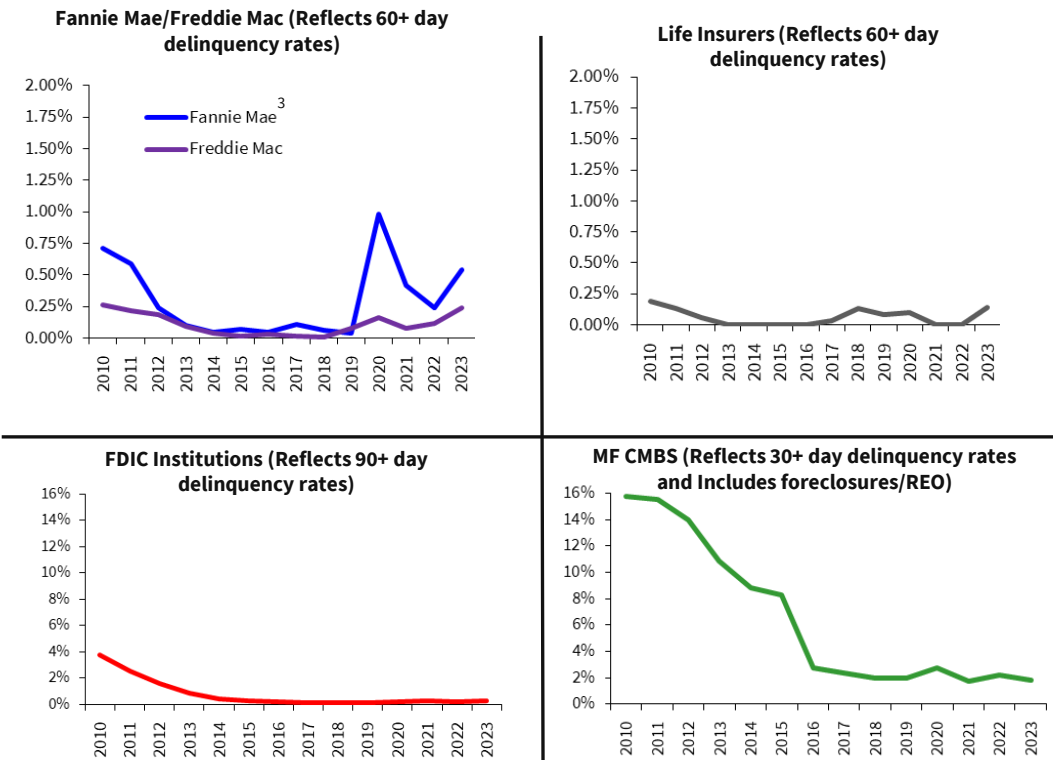 Fannie Mae/Freddie Mac (Reflects 60+ day
delinquency rates)
2.00%
1.75%
1.50%
1.25%
1.00%
0.75%
0.50%
0.25%
0.00%
Fannie Mae3
Freddie Mac
2010 2011 2012 2013 2014 2015 2016 2017 2018 2019 2020 2021 2022 2023
Life Insurers (Reflects 60+ day
delinquency rates)
2.00%
1.75%
1.50%
1.25%
1.00%
0.75%
0.50%
0.25%
0.00%
2010 2011 2012 2013 2014 2015 2016 2017 2018 2019 2020 2021 2022 2023
FDIC Institutions (Reflects 90+ day
delinquency rates)
16%
14%
12%
10%
8%
6%
4%
2%
0%
2010 2011 2012 2013 2014 2015 2016 2017 2018 2019 2020 2021 2022 2023
MF CMBS (Reflects 30+ day delinquency rates
and Includes foreclosures/REO)
16%
14%
12%
10%
8%
6%
4%
2%
0%
2010 2011 2012 2013 2014 2015 2016 2017 2018 2019 2020 2021 2022 2023